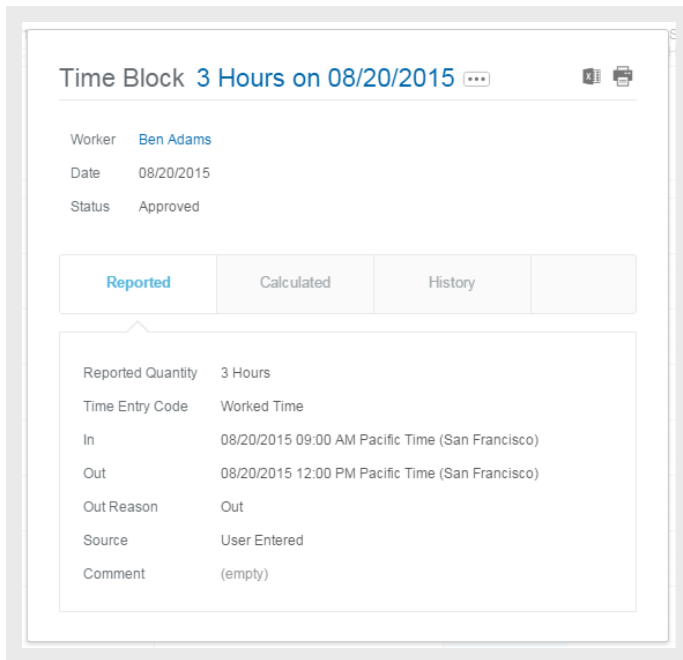 Time Block 3 Hours on 08/20/2015
Worker Ben Adams
Date 08/20/2015
Status Approved
Reported Calculated History
Reported Quantity 3 Hours
Time Entry Code Worked Time
In 08/20/2015 09:00 AM Pacific Time (San Francisco)
Out 08/20/2015 12:00 PM Pacific Time (San Francisco)
Out Reason Out
Source User Entered
Comment (empty)